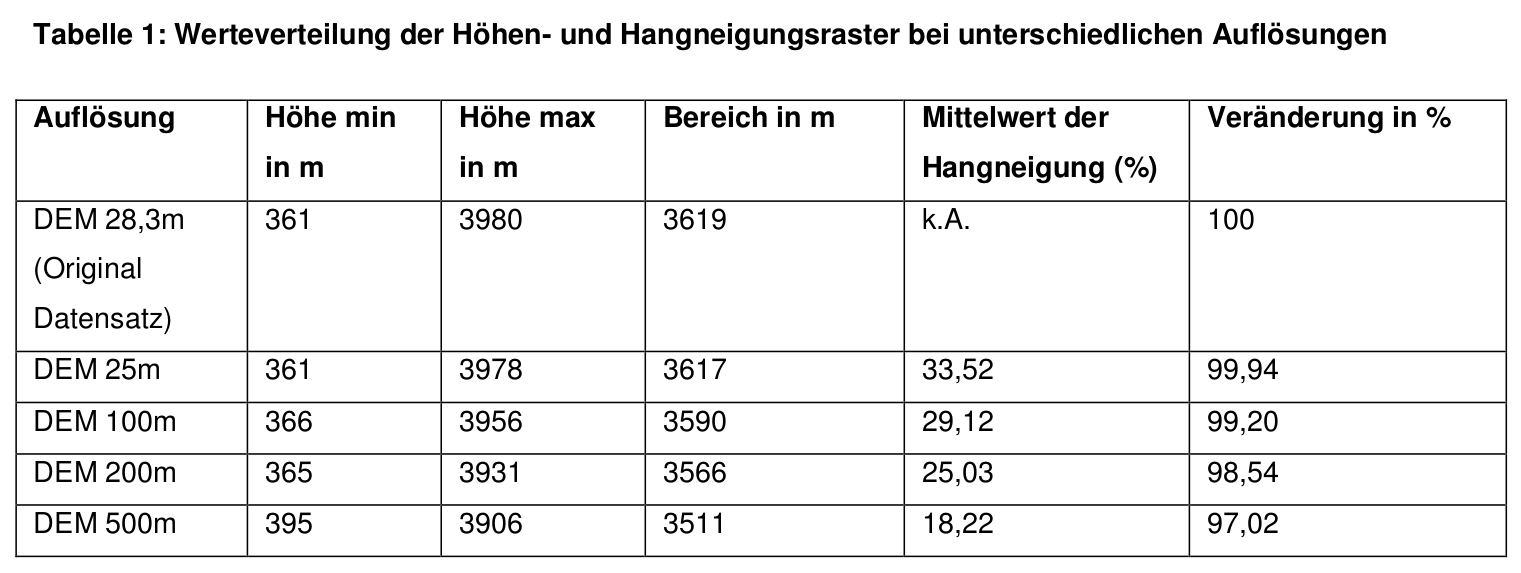 Tabelle 1: Werteverteilung der Höhen- und Hangneigungsraster bei unterschiedlichen Auflösungen
Auflösung Höhe min in m Höhe max in m Bereich in m Mittelwert der Hangneigung (%) Veränderung in %
DEM 28,3m (Original Datensatz) 361 3980 3619 k.A. 100
DEM 25m 361 3978 3617 33,52 99,94
DEM 100m 366 3956 3590 29,12 99,20
DEM 200m 365 3931 3566 25,03 98,54
DEM 500m 395 3906 3511 18,22 97,02